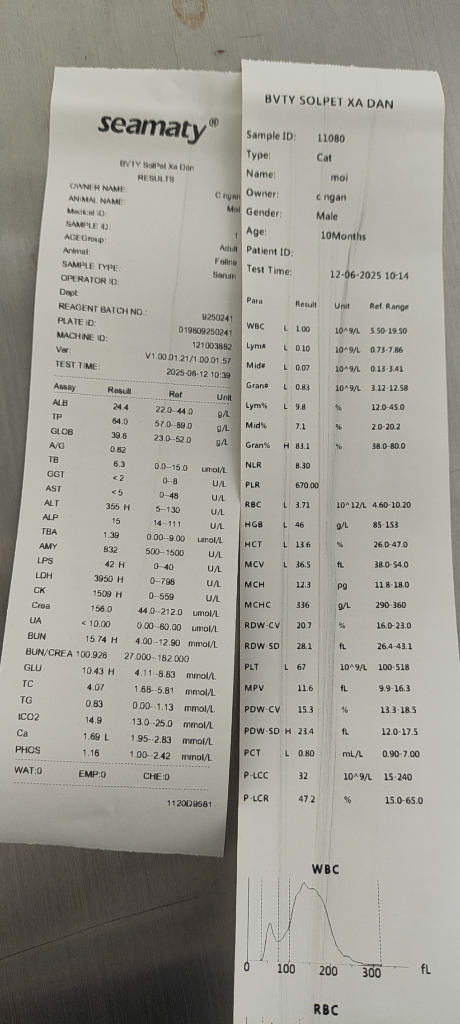 seamaty®
BVTY SolPet Xa Dan
RESULTS
OWNER NAME: C ngan
ANIMAL NAME: Moi
Medical ID:
SAMPLE ID: 1
AGEGroup: Adult
Animal: Feline
SAMPLE TYPE: Serum
OPERATOR ID:
Dept:
REAGENT BATCH NO.: 9250241
PLATE ID: 019809250241
MACHINE ID: 121003882
Ver: V1.00.01.21/1.00.01.57
TEST TIME: 2025-06-12 10:39
Assay Result Ref Unit
ALB 24.4 22.0--44.0 g/L
TP 64.0 57.0--89.0 g/L
GLOB 39.6 23.0--52.0 g/L
A/G 0.62
TB 6.3 0.0--15.0 umol/L
GGT <2 0--8 U/L
AST <5 0--48 U/L
ALT 355 H 5--130 U/L
ALP 15 14--111 U/L
TBA 1.39 0.00--9.00 umol/L
AMY 832 500--1500 U/L
LPS 42 H 0--40 U/L
LDH 3950 H 0--798 U/L
CK 1509 H 0--559 U/L
Crea 156.0 44.0--212.0 umol/L
UA < 10.00 0.00--60.00 umol/L
BUN 15.74 H 4.00--12.90 mmol/L
BUN/CREA 100.926 27.000--182.000
GLU 10.43 H 4.11--8.83 mmol/L
TC 4.07 1.68--5.81 mmol/L
TG 0.83 0.00--1.13 mmol/L
tCO2 14.9 13.0--25.0 mmol/L
Ca 1.69 L 1.95--2.83 mmol/L
PHOS 1.16 1.00--2.42 mmol/L
WAT:0 EMP:0 CHE:0
1120D9561
BVTY SOLPET XA DAN
Sample ID: 11080
Type: Cat
Name: moi
Owner: c ngan
Gender: Male
Age: 10Months
Patient ID:
Test Time: 12-06-2025 10:14
Para Result Unit Ref. Range
WBC L 1.00 10^9/L 5.50-19.50
Lym# L 0.10 10^9/L 0.73-7.86
Mid# L 0.07 10^9/L 0.13-3.41
Gran# L 0.83 10^9/L 3.12-12.58
Lym% L 9.8 % 12.0-45.0
Mid% 7.1 % 2.0-20.2
Gran% H 83.1 % 38.0-80.0
NLR 8.30
PLR 670.00
RBC L 3.71 10^12/L 4.60-10.20
HGB L 46 g/L 85-153
HCT L 13.6 % 26.0-47.0
MCV L 36.5 fL 38.0-54.0
MCH 12.3 pg 11.8-18.0
MCHC 336 g/L 290-360
RDW-CV 20.7 % 16.0-23.0
RDW-SD 28.1 fL 26.4-43.1
PLT L 67 10^9/L 100-518
MPV 11.6 fL 9.9-16.3
PDW-CV 15.3 % 13.3-18.5
PDW-SD H 23.4 fL 12.0-17.5
PCT L 0.80 mL/L 0.90-7.00
P-LCC 32 10^9/L 15-240
P-LCR 47.2 % 15.0-65.0
WBC
0 100 200 300 fL
RBC